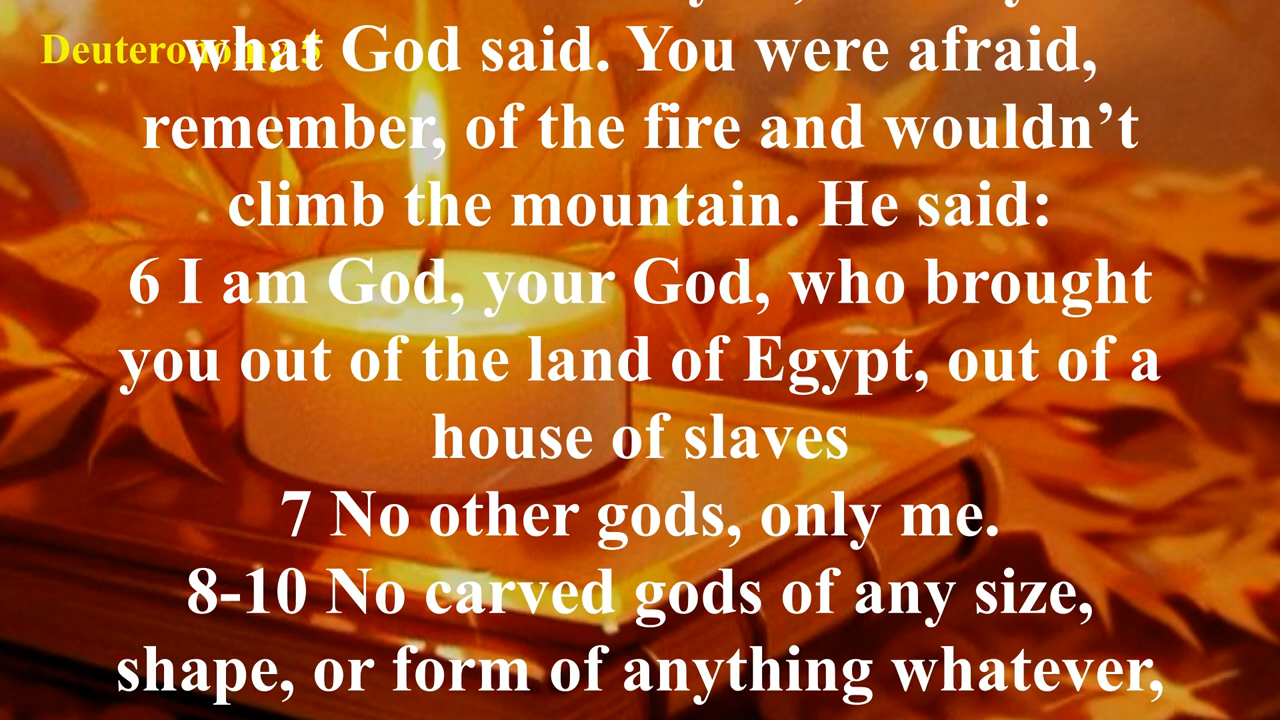 Deuteronomy 5
what God said. You were afraid,
remember, of the fire and wouldn’t
climb the mountain. He said:
6 I am God, your God, who brought
you out of the land of Egypt, out of a
house of slaves
7 No other gods, only me.
8-10 No carved gods of any size,
shape, or form of anything whatever,